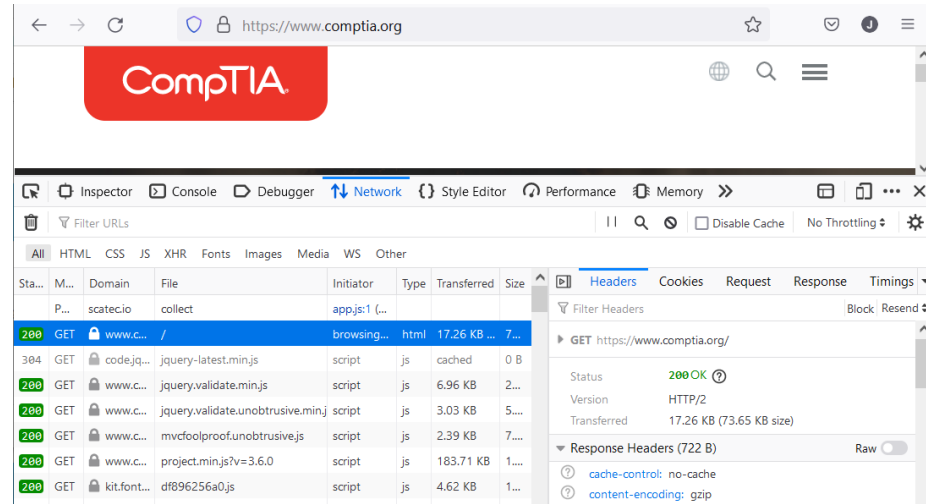 https://www.comptia.org
J
CompTIA.
Inspector Console Debugger Network Style Editor Performance Memory
Filter URLs Disable Cache No Throttling
All HTML CSS JS XHR Fonts Images Media WS Other
Sta... M... Domain File Initiator Type Transferred Size Headers Cookies Request Response Timings
P... scatec.io collect app.js:1 (... Filter Headers Block Resend
200 GET www.c... / browsing... html 17.26 KB ... 7...
GET https://www.comptia.org/
304 GET code.jq... jquery-latest.min.js script js cached 0 B
Status 200 OK
200 GET www.c... jquery.validate.min.js script js 6.96 KB 2...
Version HTTP/2
200 GET www.c... jquery.validate.unobtrusive.min.j script js 3.03 KB 5....
Transferred 17.26 KB (73.65 KB size)
200 GET www.c... mvcfoolproof.unobtrusive.js script js 2.39 KB 7....
Response Headers (722 B) Raw
200 GET www.c... project.min.js?v=3.6.0 script js 183.71 KB 1....
cache-control: no-cache
200 GET kit.font... df896256a0.js script js 4.62 KB 1...
content-encoding: gzip